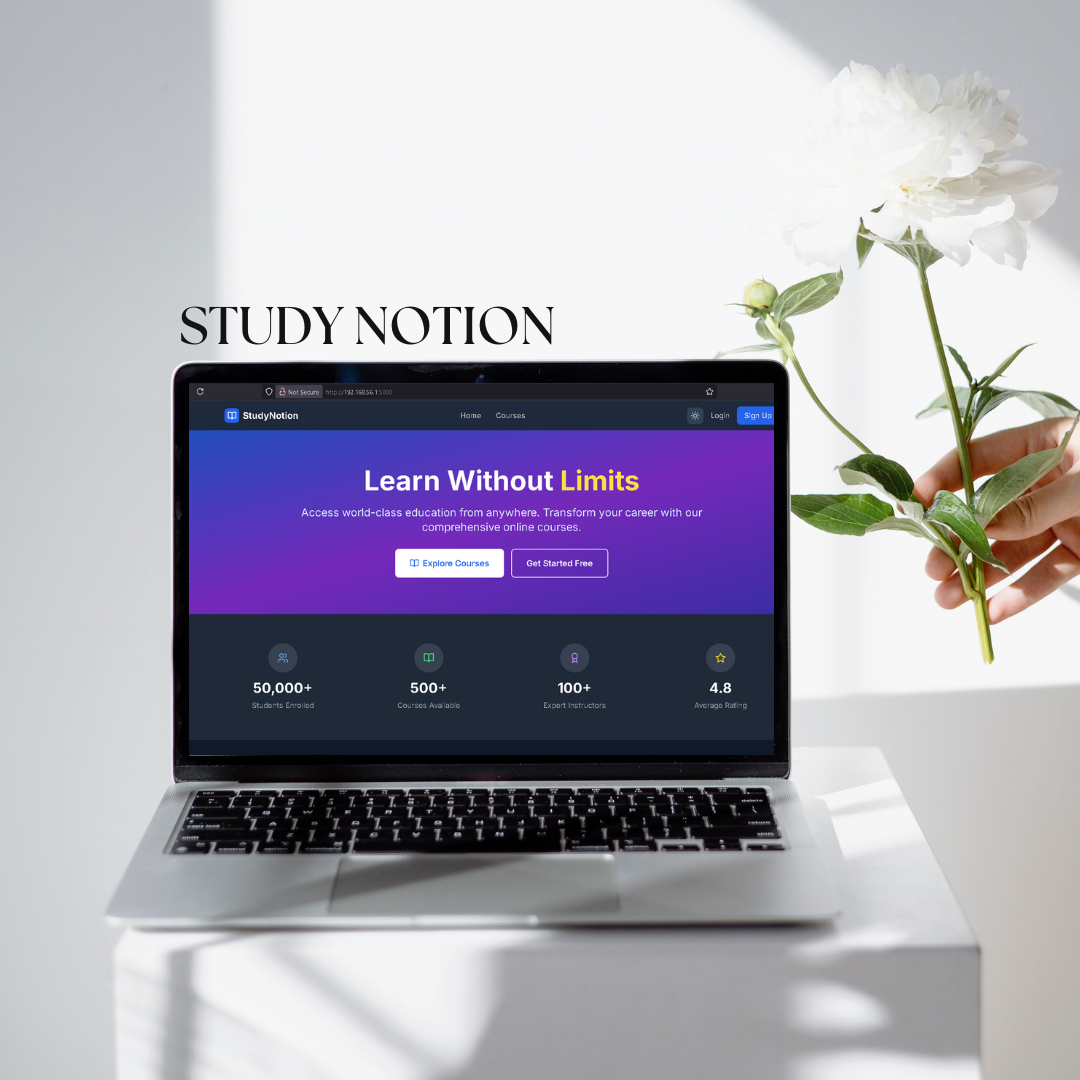 STUDY NOTION
Not Secure http://192.168.56.1:5000
StudyNotion Home Courses Login Sign Up
Learn Without Limits
Access world-class education from anywhere. Transform your career with our
comprehensive online courses.
Explore Courses Get Started Free
50,000+ 500+ 100+ 4.8
Students Enrolled Courses Available Expert Instructors Average Rating
delete
return